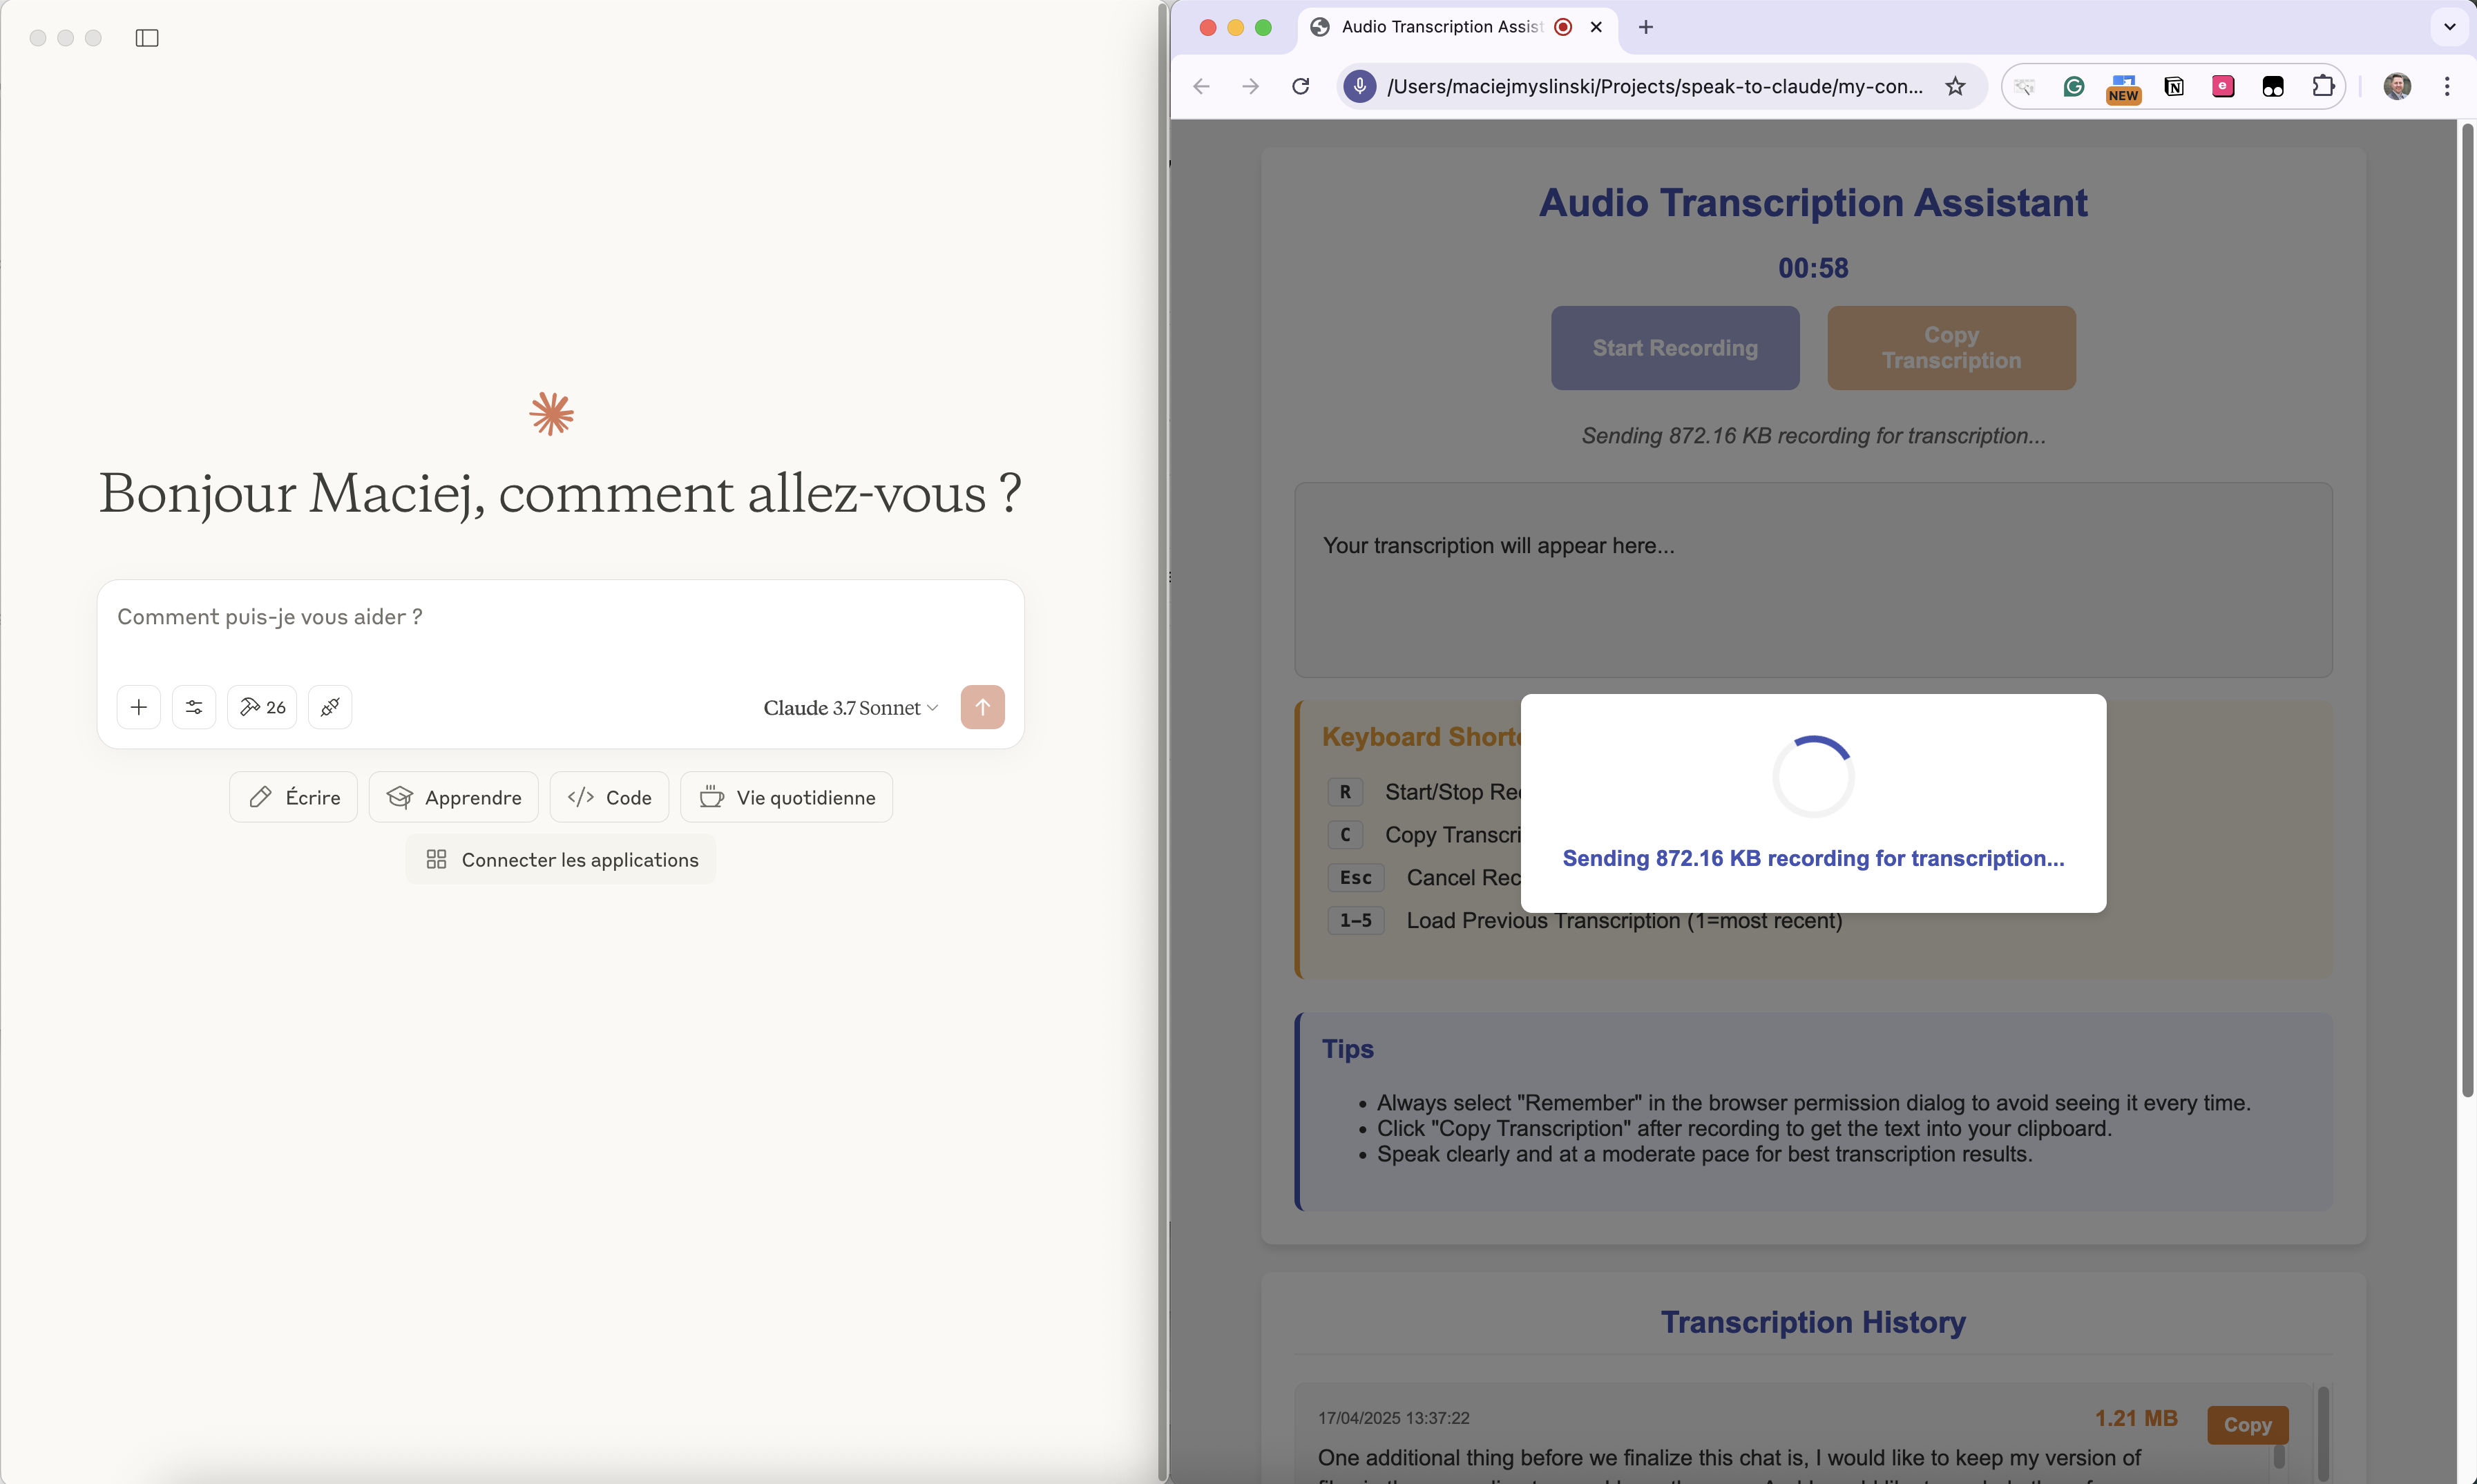 Bonjour Maciej, comment allez-vous ?
Comment puis-je vous aider ?
26
Claude 3.7 Sonnet
Écrire
Apprendre
Code
Vie quotidienne
Connecter les applications
Audio Transcription Assist
/Users/maciejmyslinski/Projects/speak-to-claude/my-con...
NEW
Audio Transcription Assistant
00:58
Start Recording
Copy
Transcription
Sending 872.16 KB recording for transcription...
Your transcription will appear here...
Keyboard Short
R Start/Stop Re
C Copy Transcri
Esc Cancel Rec
1–5 Load Previous Transcription (1=most recent)
Sending 872.16 KB recording for transcription...
Tips
• Always select "Remember" in the browser permission dialog to avoid seeing it every time.
• Click "Copy Transcription" after recording to get the text into your clipboard.
• Speak clearly and at a moderate pace for best transcription results.
Transcription History
17/04/2025 13:37:22
1.21 MB
Copy
One additional thing before we finalize this chat is, I would like to keep my version of